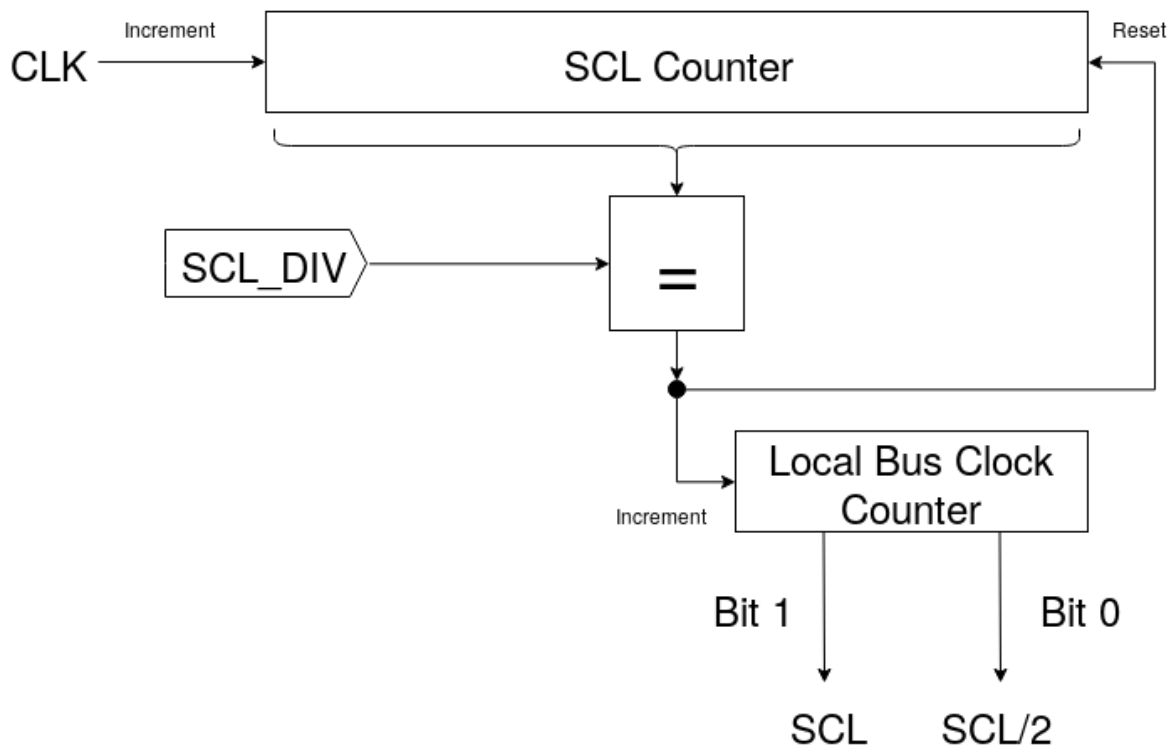 Increment
Reset
CLK
SCL Counter
SCL_DIV
=
Local Bus Clock
Counter
Increment
Bit 1
Bit 0
SCL
SCL/2